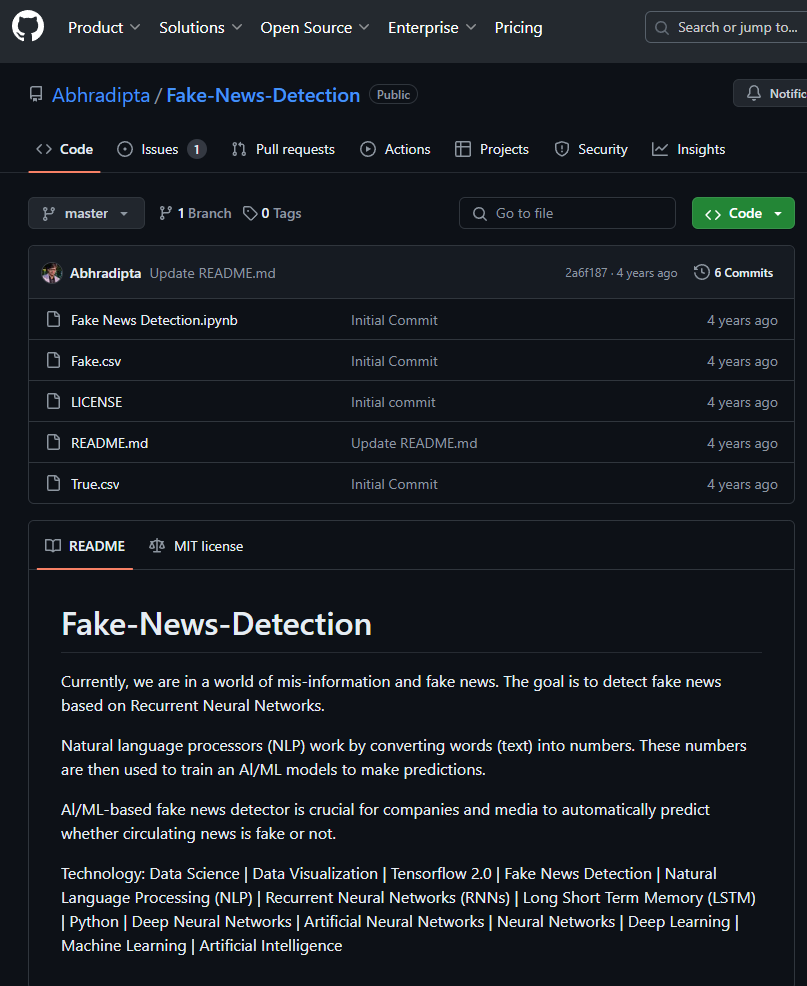 Product Solutions Open Source Enterprise Pricing Search or jump to...
Abhradipta / Fake-News-Detection Public Notific
Code Issues 1 Pull requests Actions Projects Security Insights
master 1 Branch 0 Tags Go to file Code
Abhradipta Update README.md 2a6f187 · 4 years ago 6 Commits
Fake News Detection.ipynb Initial Commit 4 years ago
Fake.csv Initial Commit 4 years ago
LICENSE Initial commit 4 years ago
README.md Update README.md 4 years ago
True.csv Initial Commit 4 years ago
README MIT license
Fake-News-Detection
Currently, we are in a world of mis-information and fake news. The goal is to detect fake news
based on Recurrent Neural Networks.
Natural language processors (NLP) work by converting words (text) into numbers. These numbers
are then used to train an AI/ML models to make predictions.
AI/ML-based fake news detector is crucial for companies and media to automatically predict
whether circulating news is fake or not.
Technology: Data Science | Data Visualization | Tensorflow 2.0 | Fake News Detection | Natural
Language Processing (NLP) | Recurrent Neural Networks (RNNs) | Long Short Term Memory (LSTM)
| Python | Deep Neural Networks | Artificial Neural Networks | Neural Networks | Deep Learning |
Machine Learning | Artificial Intelligence